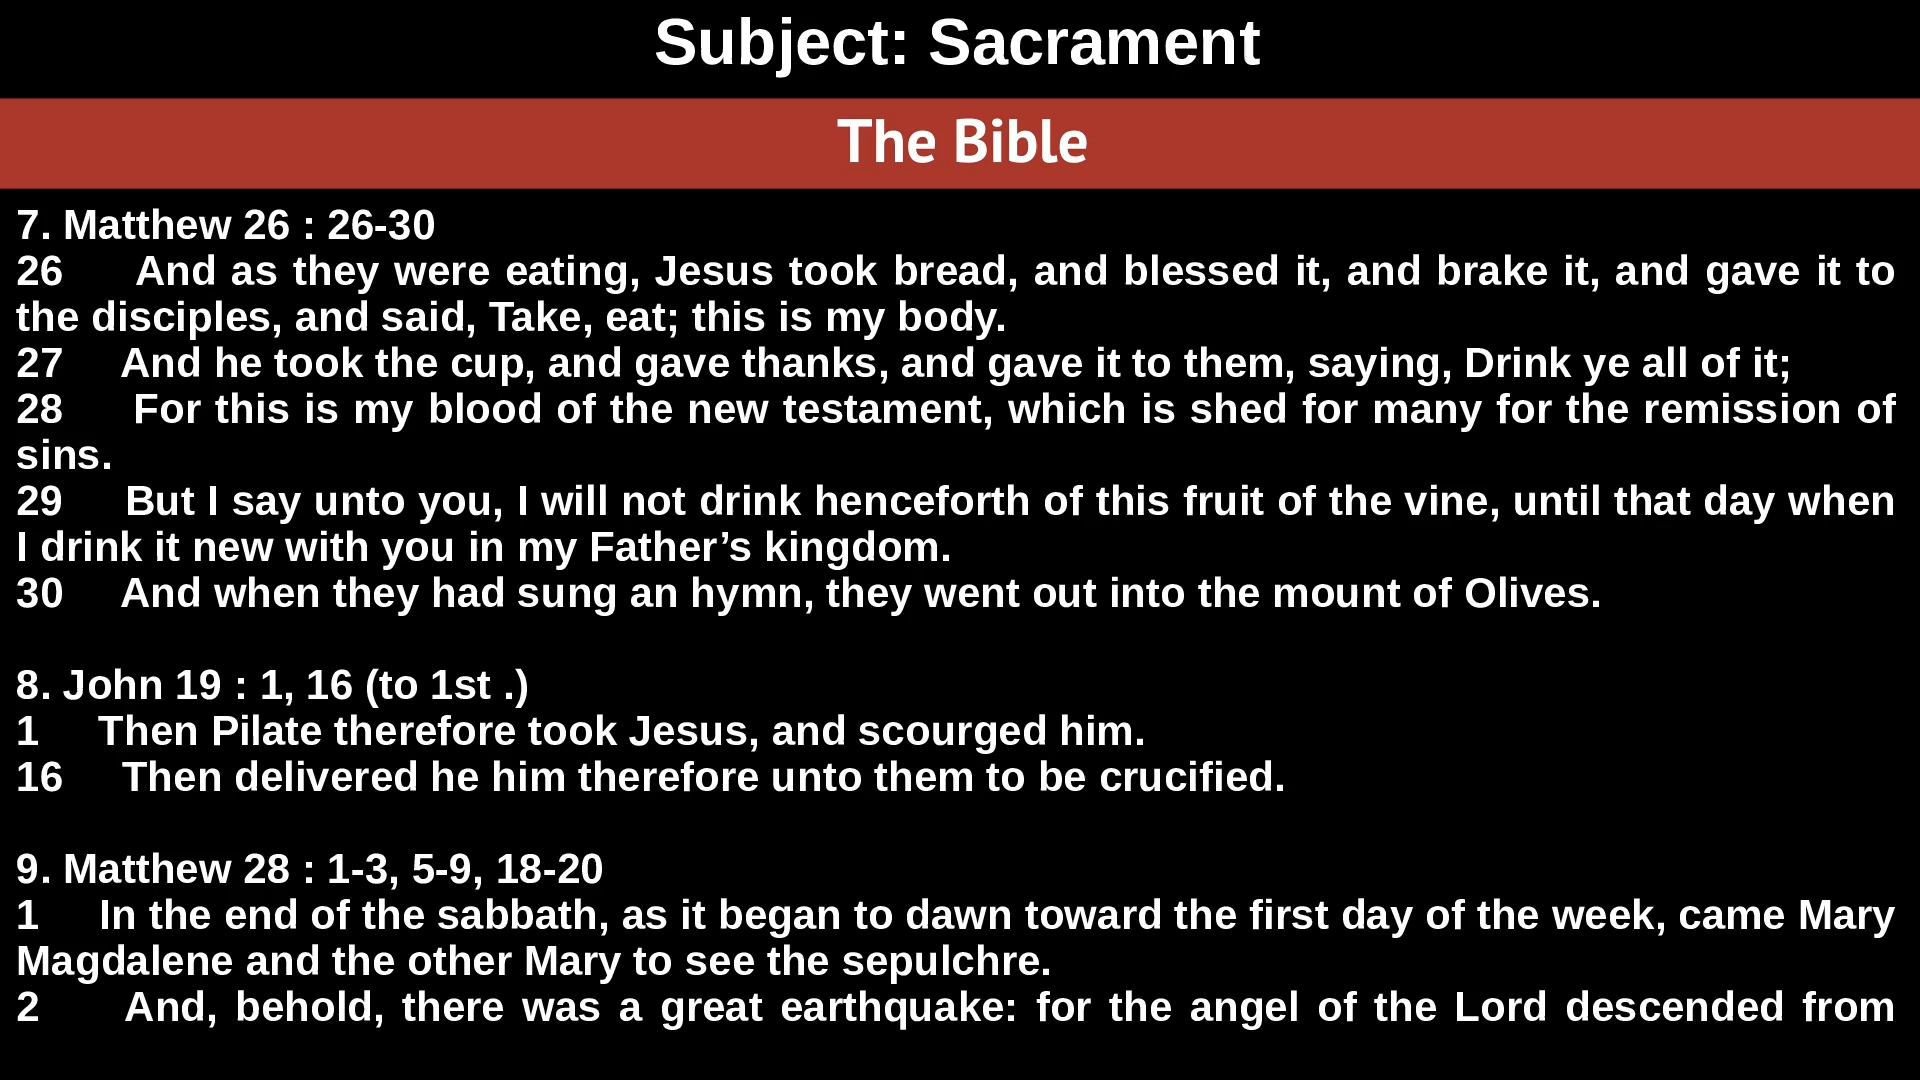 Subject: Sacrament
The Bible
7. Matthew 26 : 26-30
26 And as they were eating, Jesus took bread, and blessed it, and brake it, and gave it to
the disciples, and said, Take, eat; this is my body.
27 And he took the cup, and gave thanks, and gave it to them, saying, Drink ye all of it;
28 For this is my blood of the new testament, which is shed for many for the remission of
sins.
29 But I say unto you, I will not drink henceforth of this fruit of the vine, until that day when
I drink it new with you in my Father’s kingdom.
30 And when they had sung an hymn, they went out into the mount of Olives.
8. John 19 : 1, 16 (to 1st .)
1 Then Pilate therefore took Jesus, and scourged him.
16 Then delivered he him therefore unto them to be crucified.
9. Matthew 28 : 1-3, 5-9, 18-20
1 In the end of the sabbath, as it began to dawn toward the first day of the week, came Mary
Magdalene and the other Mary to see the sepulchre.
2 And, behold, there was a great earthquake: for the angel of the Lord descended from